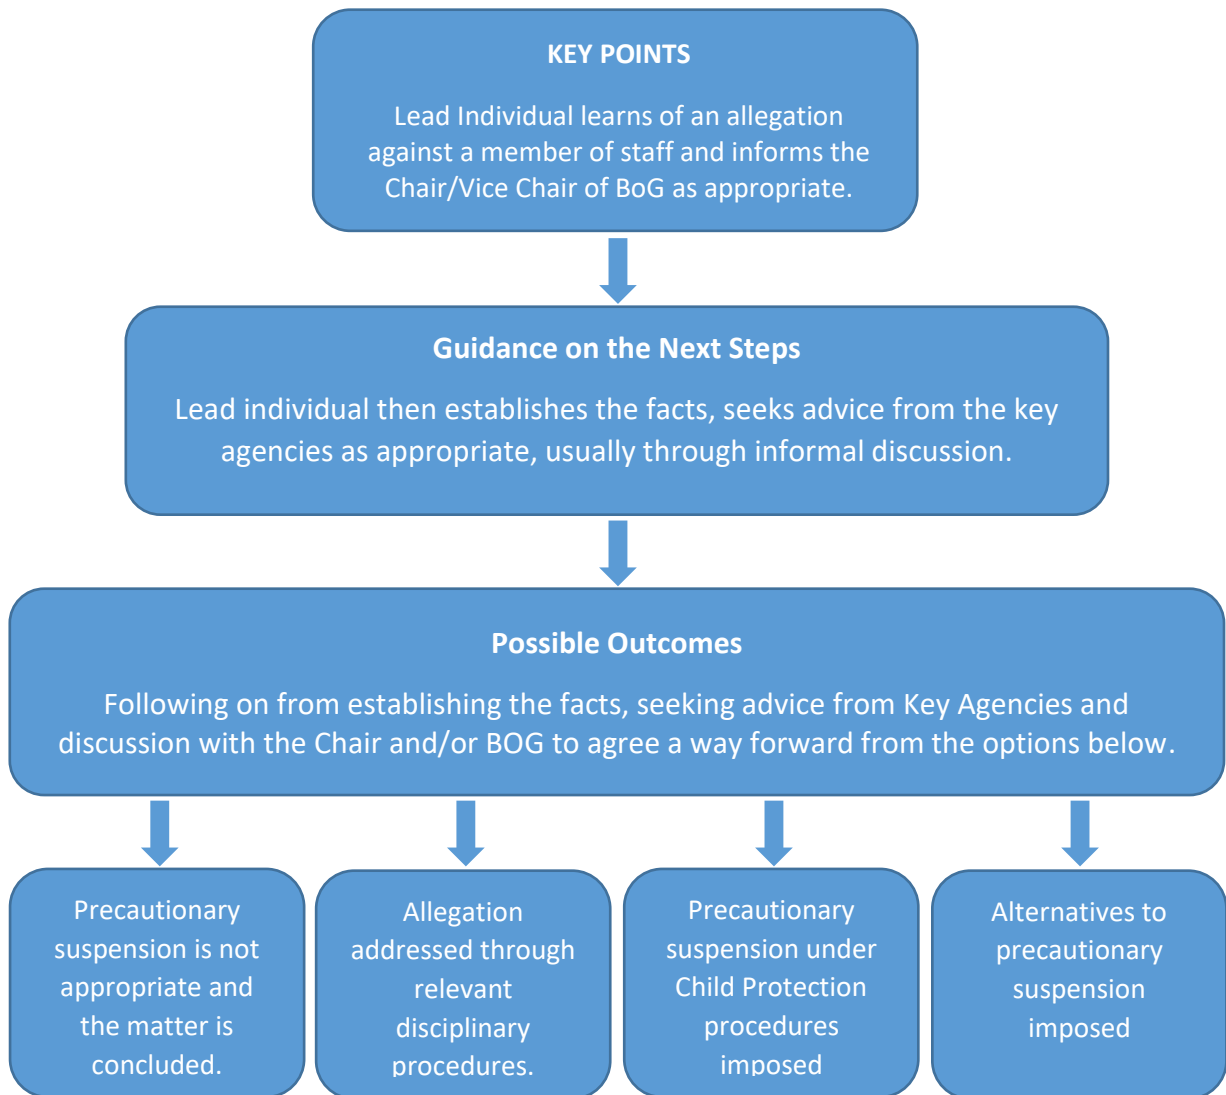 KEY POINTS
Lead Individual learns of an allegation
against a member of staff and informs the
Chair/Vice Chair of BoG as appropriate.
Guidance on the Next Steps
Lead individual then establishes the facts, seeks advice from the key
agencies as appropriate, usually through informal discussion.
Possible Outcomes
Following on from establishing the facts, seeking advice from Key Agencies and
discussion with the Chair and/or BOG to agree a way forward from the options below.
Precautionary
suspension is not
appropriate and
the matter is
concluded.
Allegation
addressed through
relevant
disciplinary
procedures.
Precautionary
suspension under
Child Protection
procedures
imposed
Alternatives to
precautionary
suspension
imposed